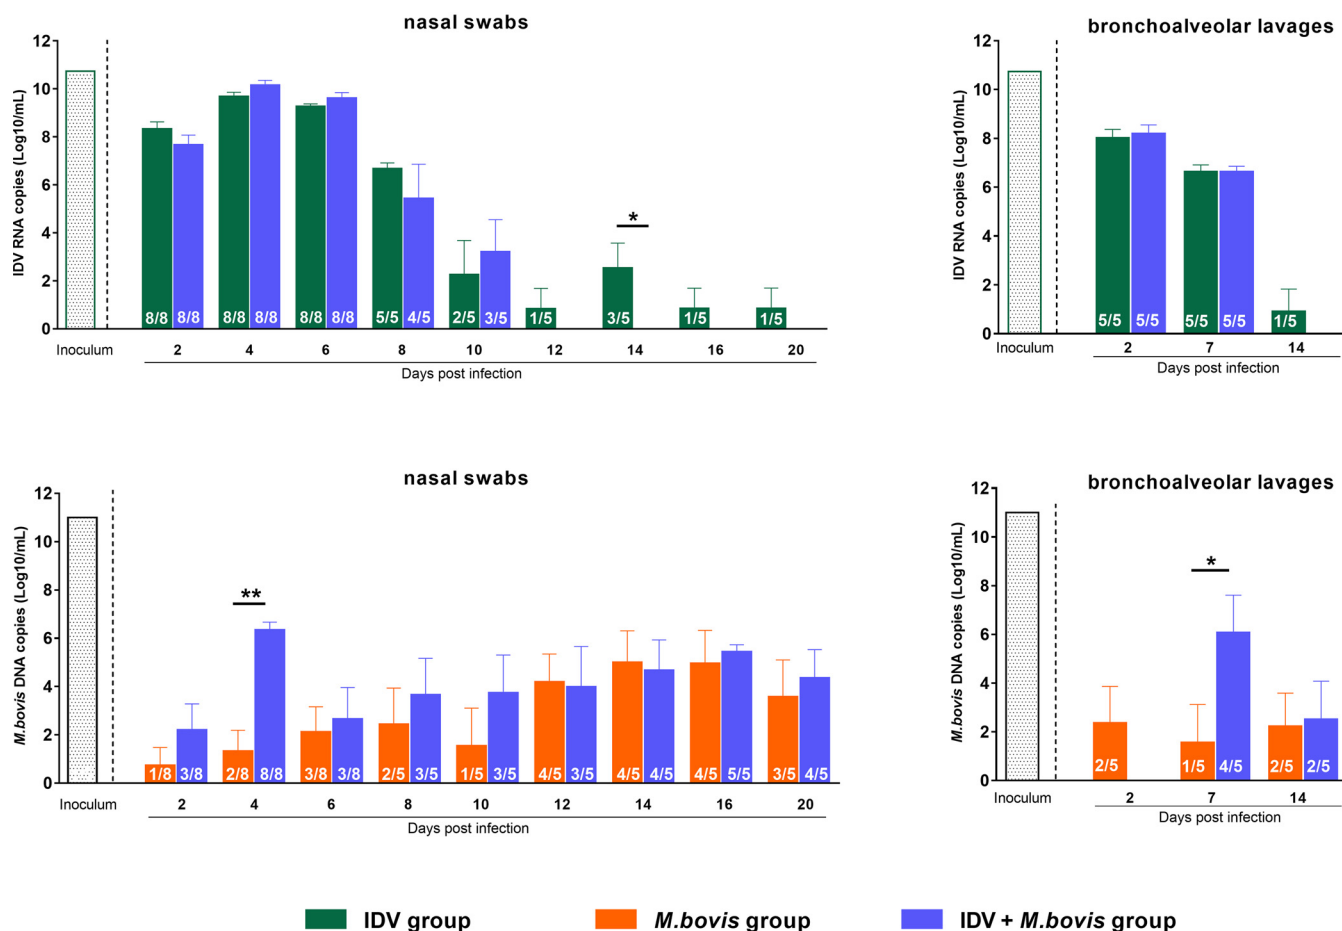 nasal swabs
IDV RNA copies (Log10/mL)
12
10
8
6
4
2
0
*
8/8 8/8 8/8 8/8 8/8 8/8 5/5 4/5 2/5 3/5 1/5 3/5 1/5 1/5
Inoculum 2 4 6 8 10 12 14 16 20
Days post infection
bronchoalveolar lavages
IDV RNA copies (Log10/mL)
12
10
8
6
4
2
0
5/5 5/5 5/5 5/5 1/5
Inoculum 2 7 14
Days post infection
nasal swabs
M.bovis DNA copies (Log10/mL)
12
10
8
6
4
2
0
**
1/8 3/8 2/8 8/8 3/8 3/8 2/5 3/5 1/5 3/5 4/5 3/5 4/5 4/5 4/5 5/5 3/5 4/5
Inoculum 2 4 6 8 10 12 14 16 20
Days post infection
bronchoalveolar lavages
M.bovis DNA copies (Log10/mL)
12
10
8
6
4
2
0
*
2/5 1/5 4/5 2/5 2/5
Inoculum 2 7 14
Days post infection
IDV group M.bovis group IDV + M.bovis group